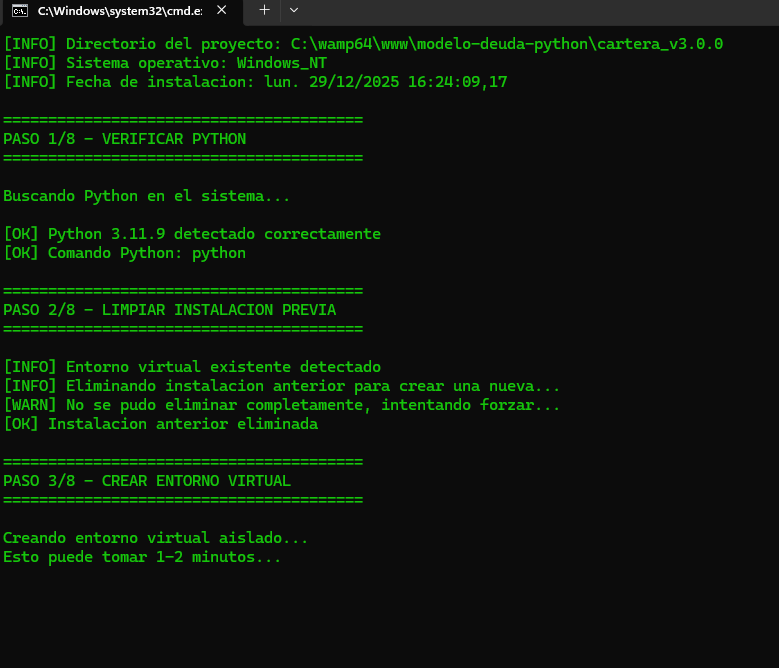 C:\Windows\system32\cmd.e:
[INFO] Directorio del proyecto: C:\wamp64\www\modelo-deuda-python\cartera_v3.0.0
[INFO] Sistema operativo: Windows_NT
[INFO] Fecha de instalacion: lun. 29/12/2025 16:24:09,17
========================================
PASO 1/8 - VERIFICAR PYTHON
========================================
Buscando Python en el sistema...
[OK] Python 3.11.9 detectado correctamente
[OK] Comando Python: python
========================================
PASO 2/8 - LIMPIAR INSTALACION PREVIA
========================================
[INFO] Entorno virtual existente detectado
[INFO] Eliminando instalacion anterior para crear una nueva...
[WARN] No se pudo eliminar completamente, intentando forzar...
[OK] Instalacion anterior eliminada
========================================
PASO 3/8 - CREAR ENTORNO VIRTUAL
========================================
Creando entorno virtual aislado...
Esto puede tomar 1-2 minutos...